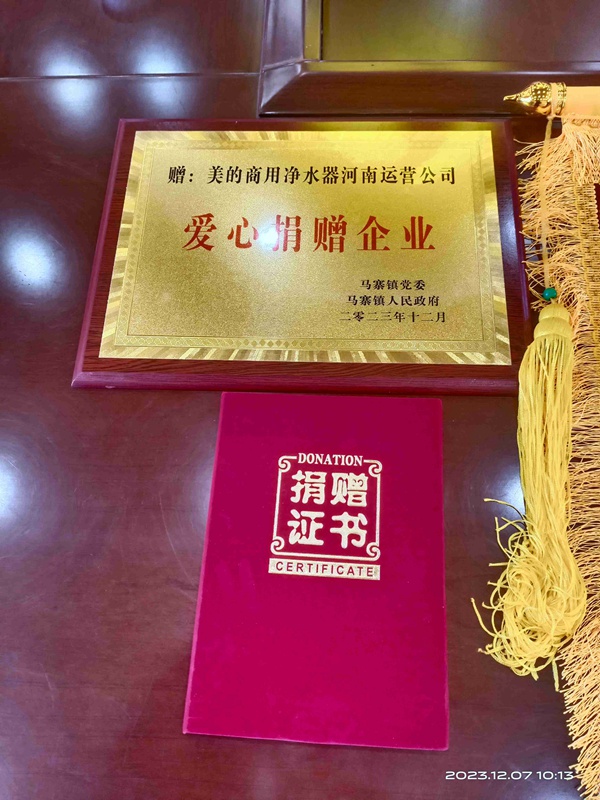 赠：美的商用净水器河南运营公司
爱心捐赠企业
马寨镇党委
马寨镇人民政府
二零二三年十二月
DONATION
捐赠
证书
CERTIFICATE
2023.12.07 10:13